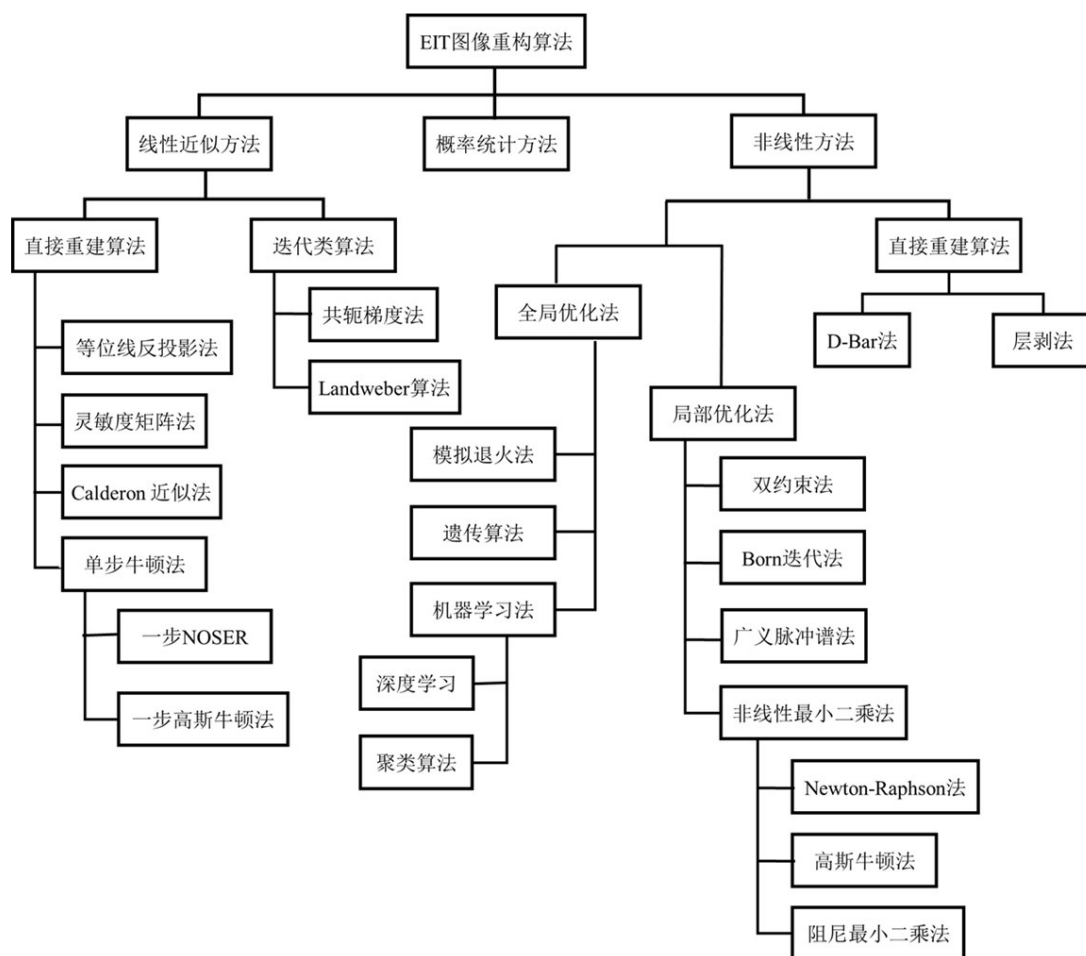 EIT图像重构算法
线性近似方法
概率统计方法
非线性方法
直接重建算法
迭代类算法
直接重建算法
等位线反投影法
灵敏度矩阵法
Calderon 近似法
单步牛顿法
一步NOSER
一步高斯牛顿法
共轭梯度法
Landweber算法
全局优化法
模拟退火法
遗传算法
机器学习法
深度学习
聚类算法
局部优化法
双约束法
Born迭代法
广义脉冲谱法
非线性最小二乘法
Newton-Raphson法
高斯牛顿法
阻尼最小二乘法
D-Bar法
层剥法